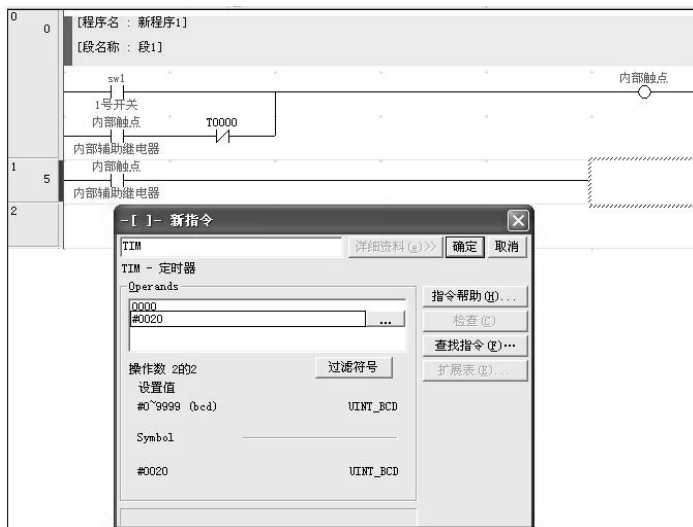 0
0
[程序名 : 新程序1]
[段名称 : 段1]
sw1
内部触点
1号开关
内部触点
T0000
内部辅助继电器
1
5
内部触点
内部辅助继电器
2
-[ ]- 新指令
TIM
详细资料(e)>>
确定
取消
TIM - 定时器
Operands
0000
#0020
...
指令帮助(H)...
检查(C)
查找指令(F)...
扩展表(E)...
操作数 2的2
过滤符号
设置值
#0~9999 (bcd)
UINT_BCD
Symbol
#0020
UINT_BCD